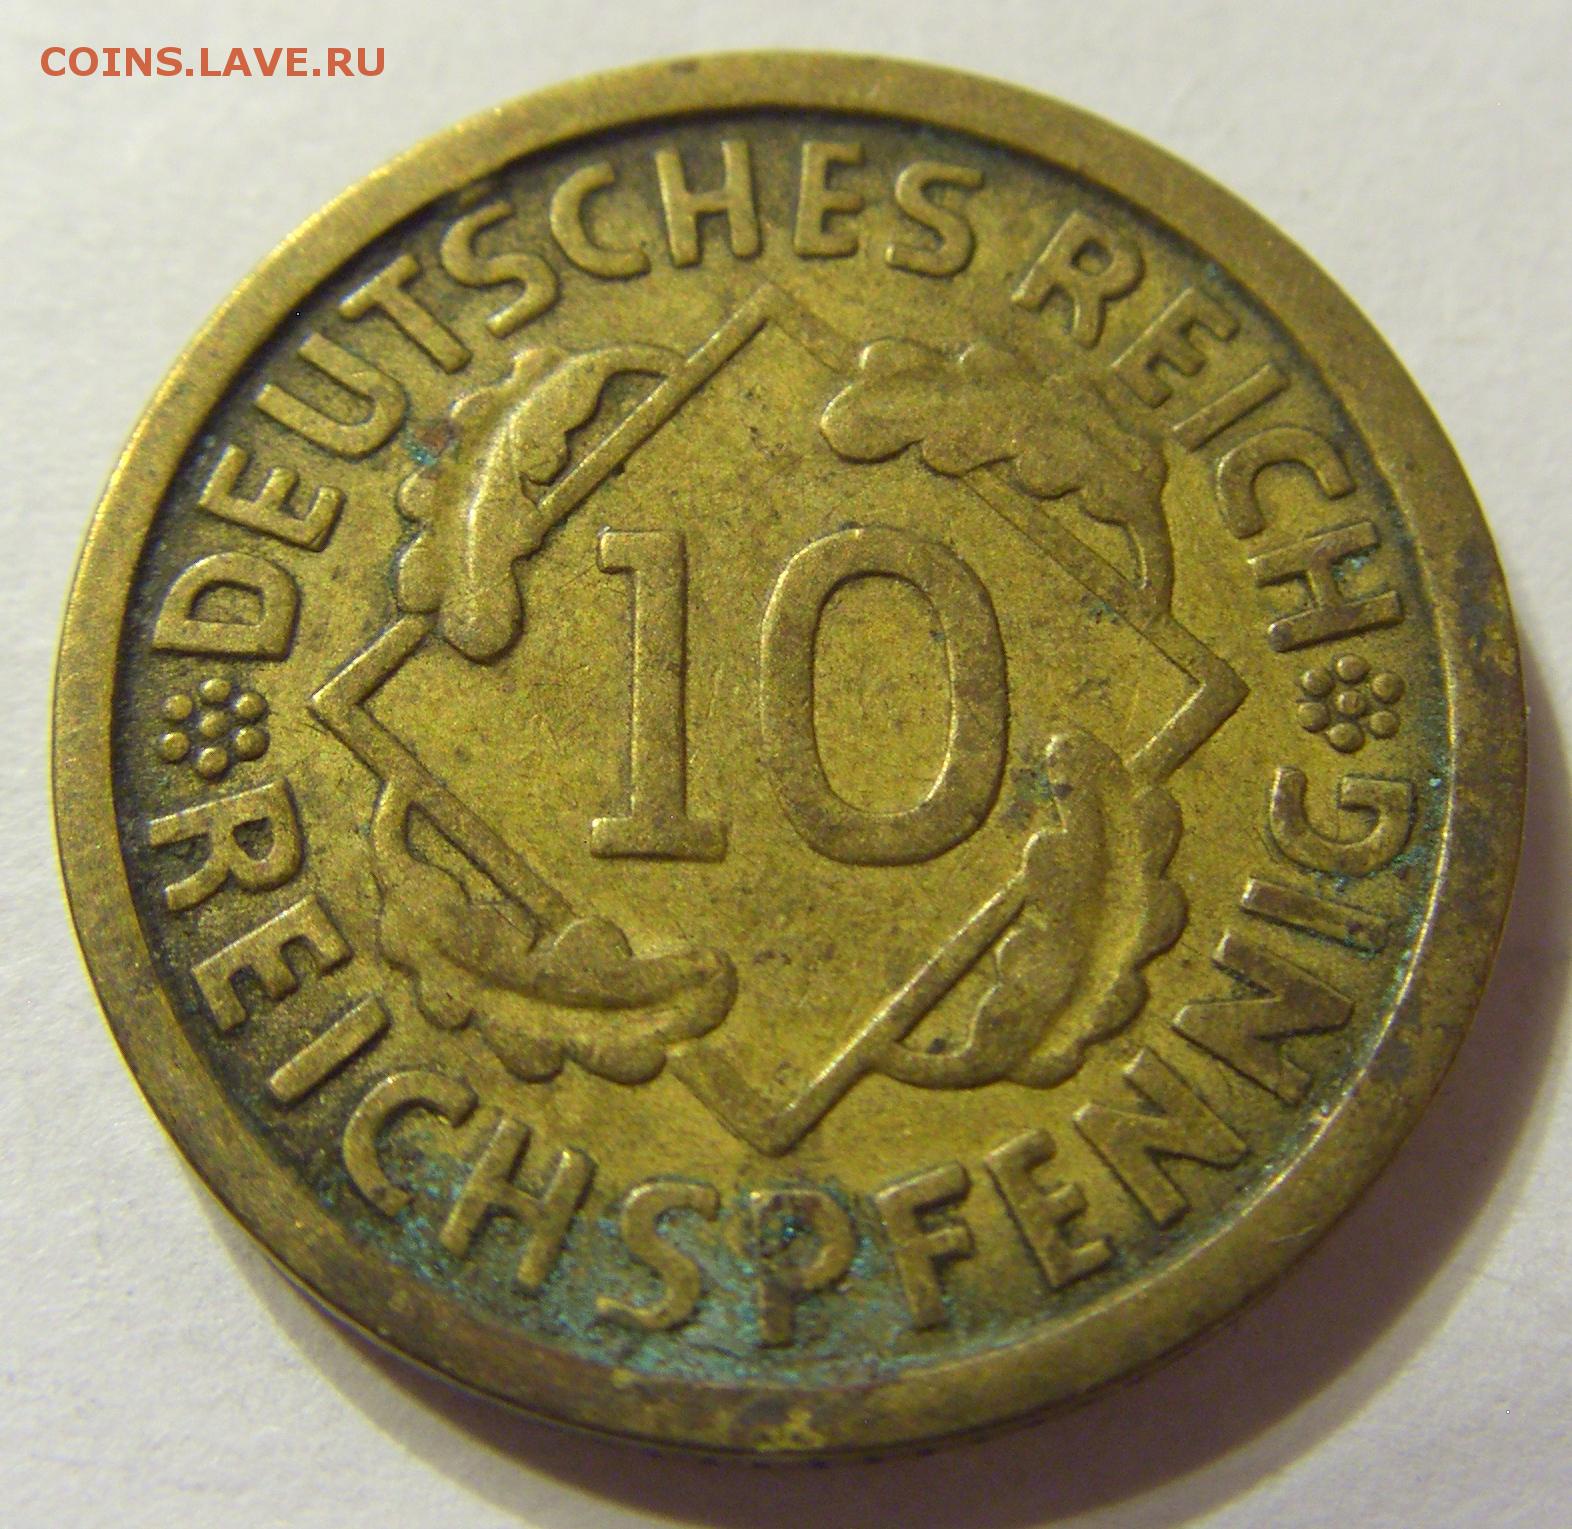 COINS.LAVE.RU
DEUTSCHES REICH
10
REICHSPFENNIG